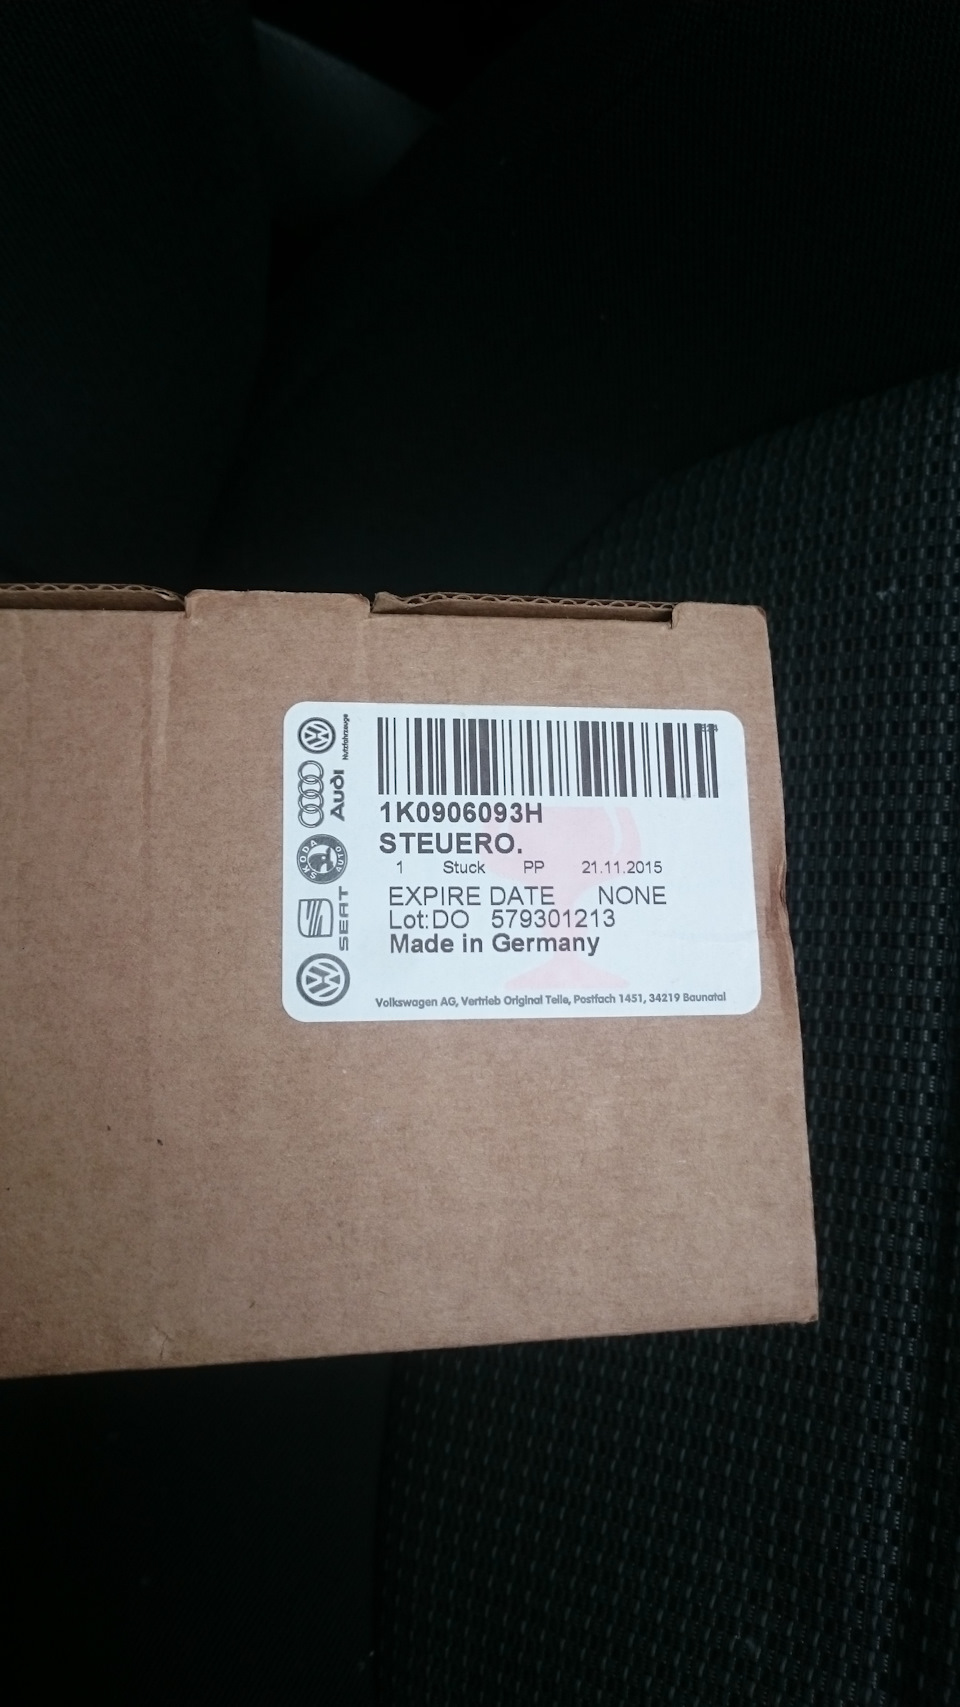 1K0906093H
STEUERO.
1 Stuck PP 21.11.2015
EXPIRE DATE NONE
Lot:DO 579301213
Made in Germany
Volkswagen AG, Vertrieb Original Teile, Postfach 1451, 34219 Baunatal
Nutzfahrzeuge
Audi
SKODA AUTO
SEAT